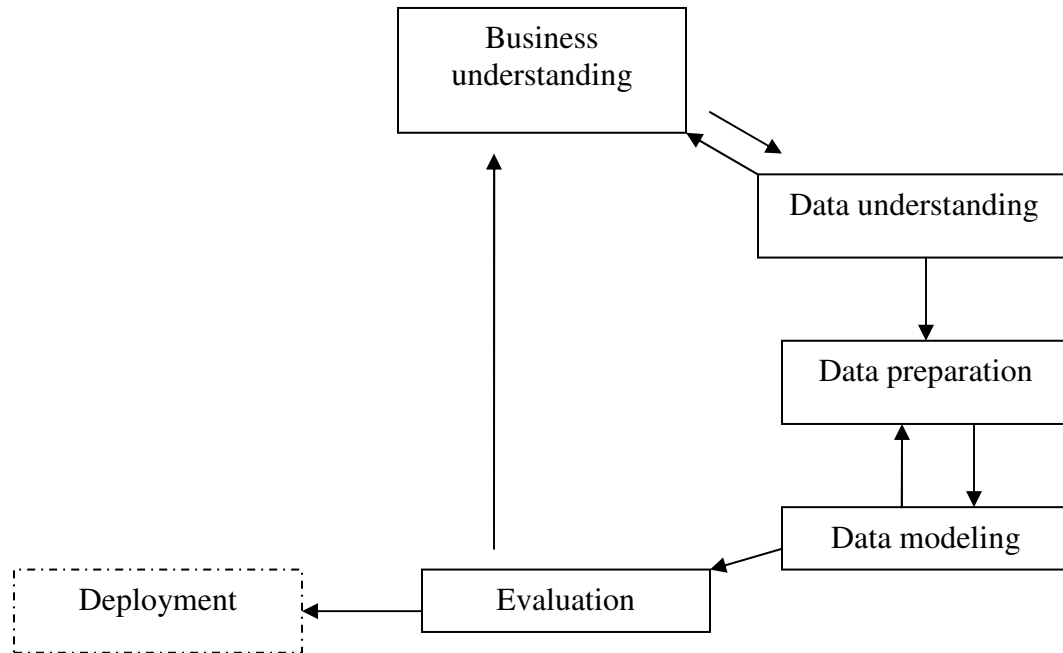 Business
understanding
Data understanding
Data preparation
Data modeling
Evaluation
Deployment